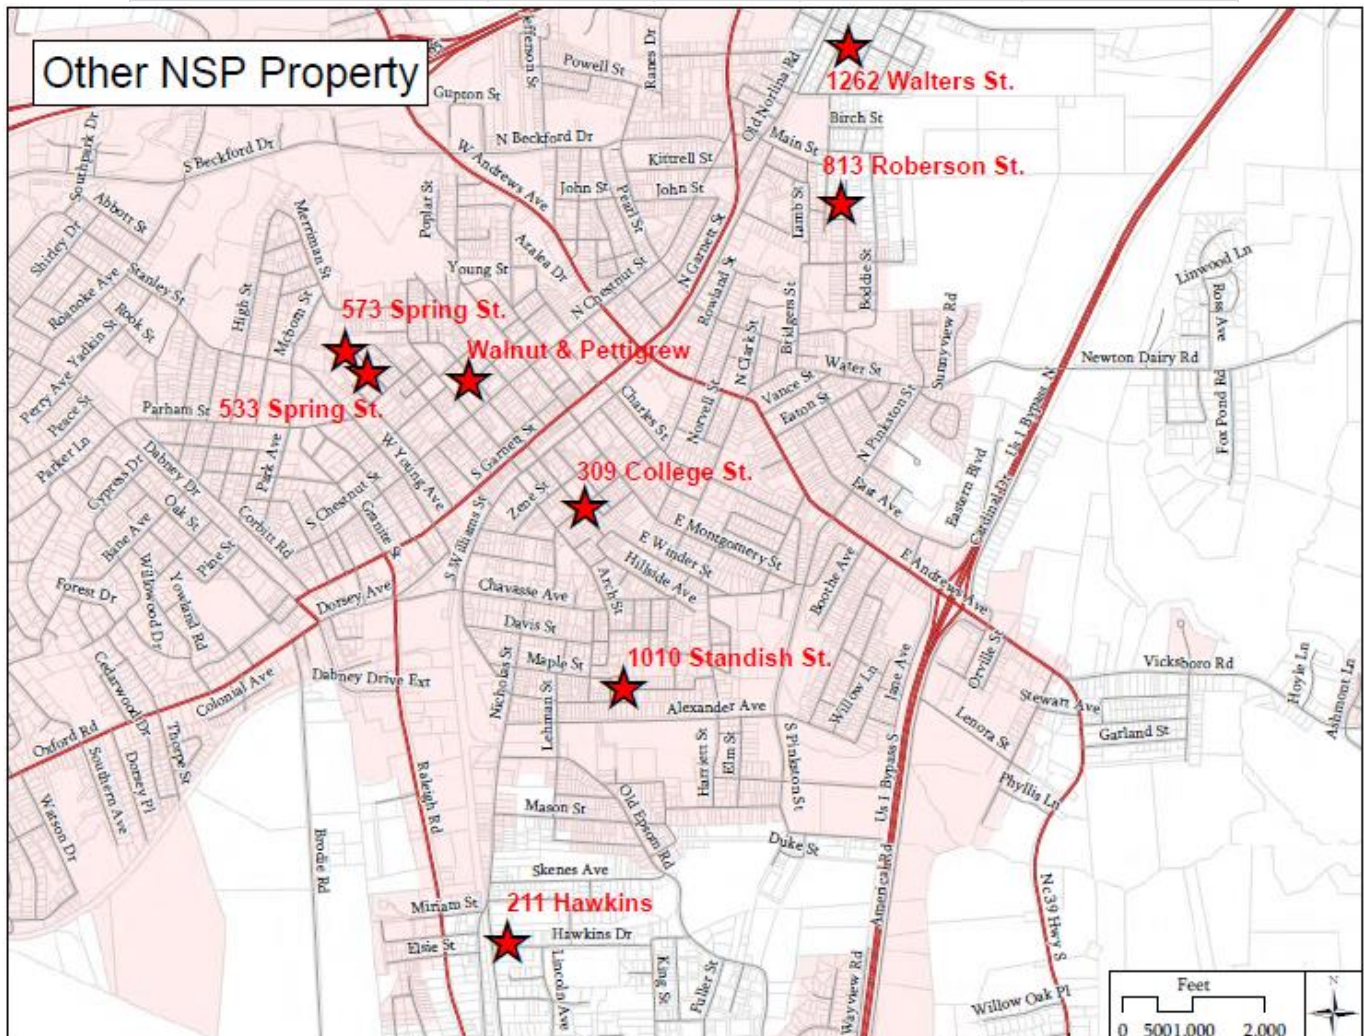 Other NSP Property
Jefferson St
Powell St
Ranes Dr
Gupton St
Old Norlina Rd
1262 Walters St.
Birch St
Main St
N Beckford Dr
S Beckford Dr
Southpark Dr
W Andrews Ave
Kittrell St
813 Roberson St.
John St
John St
Pearl St
Lamb St
Poplar St
Abbott St
Merriman St
Shirley Dr
Azalea Dr
N Garnett St
Young St
Stanley St
Roanoke Ave
Rook St
High St
Mcborn St
N Chestnut St
Rowland St
Boddie St
Bridgers St
Linwood Ln
Ross Ave
Sunnyview Rd
573 Spring St.
Walnut & Pettigrew
N Clark St
Yadkin St
Perry Ave
Peace St
Water St
Newton Dairy Rd
Vance St
Us 1 Bypass N
533 Spring St.
Parham St
Charles St
Norvell St
Eaton St
N Pinkston St
Fox Pond Rd
Parker Ln
Dabney Dr
Park Ave
W Young Ave
S Garnett St
Cypress Dr
309 College St.
Eastern Blvd
East Ave
Cardinal Dr
Oak St
S Chestnut St
Zene St
Bane Ave
Corbitt Rd
Granite St
S Williams St
E Montgomery St
E Winder St
Hillside Ave
Pine St
Boothe Ave
E Andrews Ave
Forest Dr
Willowood Dr
Yowland Rd
Dorsey Ave
Chavasse Ave
Arch St
Davis St
Orville St
Hoyle Ln
Cedarwood Dr
Maple St
1010 Standish St.
Vicksboro Rd
Dabney Drive Ext
Nicholas St
Willow Ln
Jane Ave
Stewart Ave
Ashmont Ln
Colonial Ave
Lehman St
Alexander Ave
Lenora St
Garland St
Oxford Rd
Thorpe St
Southern Ave
Dorsey Pl
Harriett St
Elm St
S Pinkston St
Us 1 Bypass S
Phyllis Ln
Raleigh Rd
Mason St
Old Epsom Rd
Watson Dr
Brodie Rd
Duke St
Skenes Ave
American Rd
Nc 39 Hwy S
Miriam St
211 Hawkins
Hawkins Dr
Elsie St
Lincoln Ave
King St
Fuller St
Wayview Rd
Willow Oak Pl
Feet
N
0 500 1,000 2,000